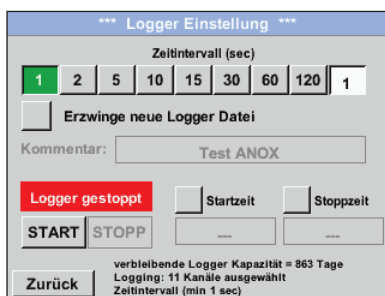 *** Logger Einstellung ***
Zeitintervall (sec)
1 2 5 10 15 30 60 120 1
Erzwinge neue Logger Datei
Kommentar: Test ANOX
Logger gestoppt Startzeit Stoppzeit
START STOPP --- ---
verbleibende Logger Kapazität = 863 Tage
Logging: 11 Kanäle ausgewählt
Zurück Zeitintervall (min 1 sec)